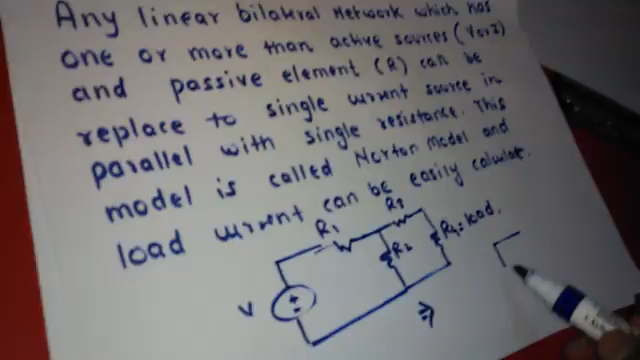 Any linear bilateral Network which has
one or more than active sources (V or I)
and passive element (R) can be
replace to single current source in
parallel with single resistance. This
model is called Norton model and
load current can be easily calculat.
R1
R3
R2
RL = load.
V
+
-
⇒